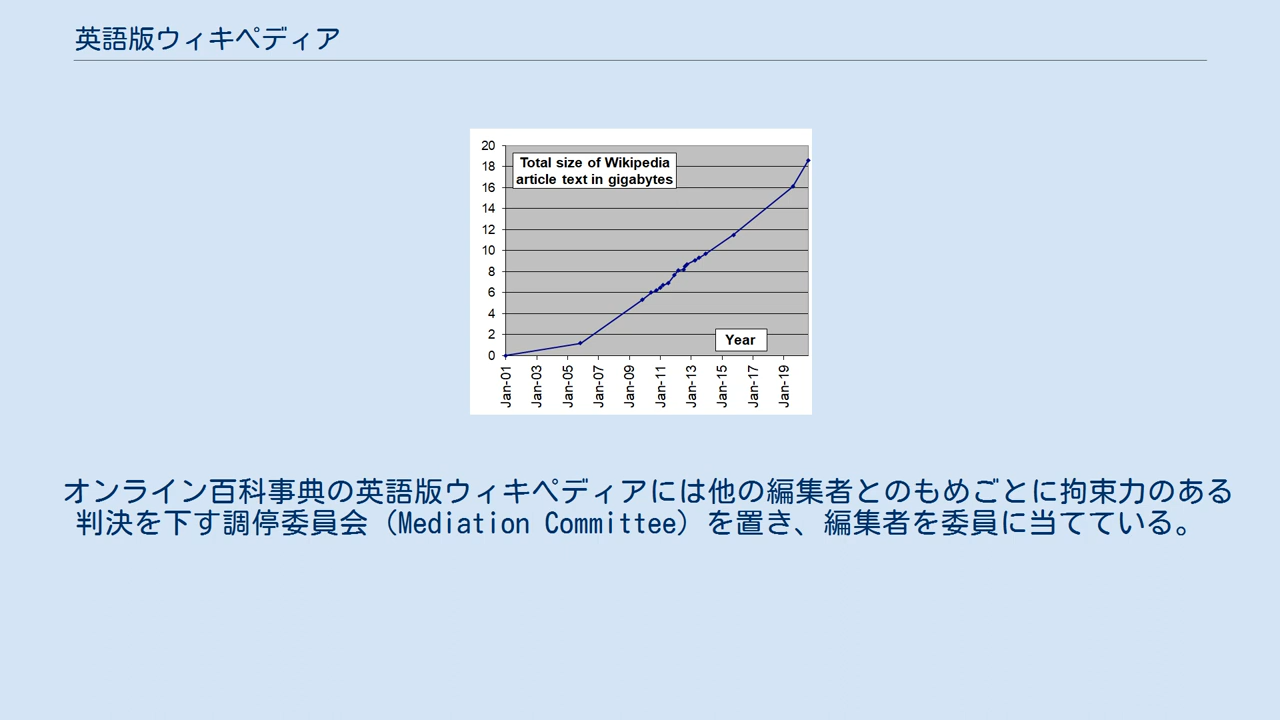 英語版ウィキペディア
Total size of Wikipedia
article text in gigabytes
20
18
16
14
12
10
8
6
4
2
0
Year
Jan-01
Jan-03
Jan-05
Jan-07
Jan-09
Jan-11
Jan-13
Jan-15
Jan-17
Jan-19
オンライン百科事典の英語版ウィキペディアには他の編集者とのもめごとに拘束力のある
判決を下す調停委員会（Mediation Committee）を置き、編集者を委員に当てている。